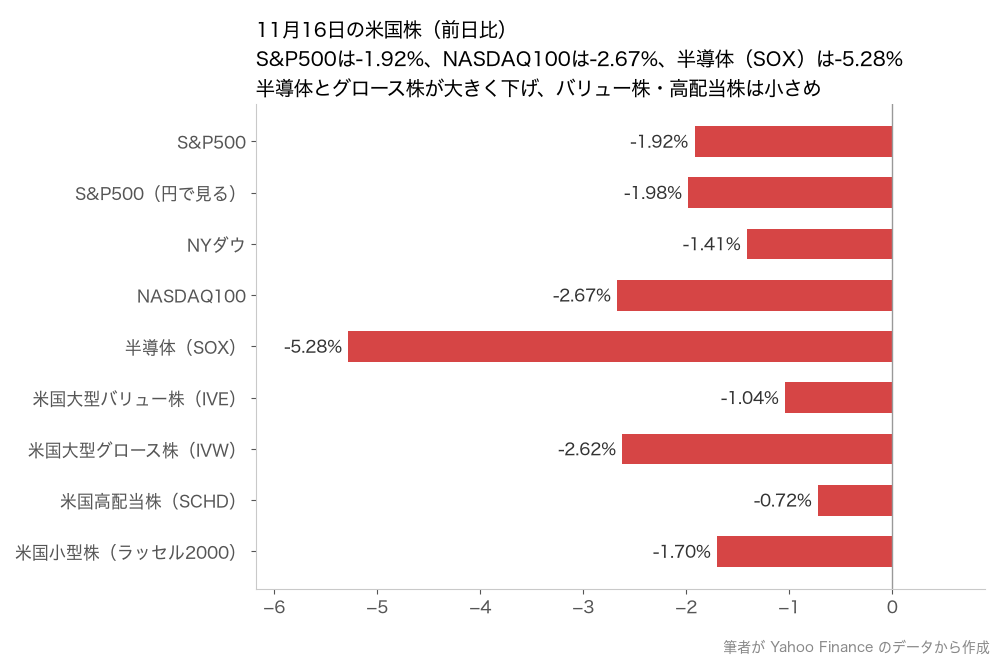 11月16日の米国株（前日比）
S&P500は-1.92%、NASDAQ100は-2.67%、半導体（SOX）は-5.28%
半導体とグロース株が大きく下げ、バリュー株・高配当株は小さめ
S&P500 -1.92%
S&P500（円で見る） -1.98%
NYダウ -1.41%
NASDAQ100 -2.67%
半導体（SOX） -5.28%
米国大型バリュー株（IVE） -1.04%
米国大型グロース株（IVW） -2.62%
米国高配当株（SCHD） -0.72%
米国小型株（ラッセル2000） -1.70%
−6 −5 −4 −3 −2 −1 0
筆者が Yahoo Finance のデータから作成